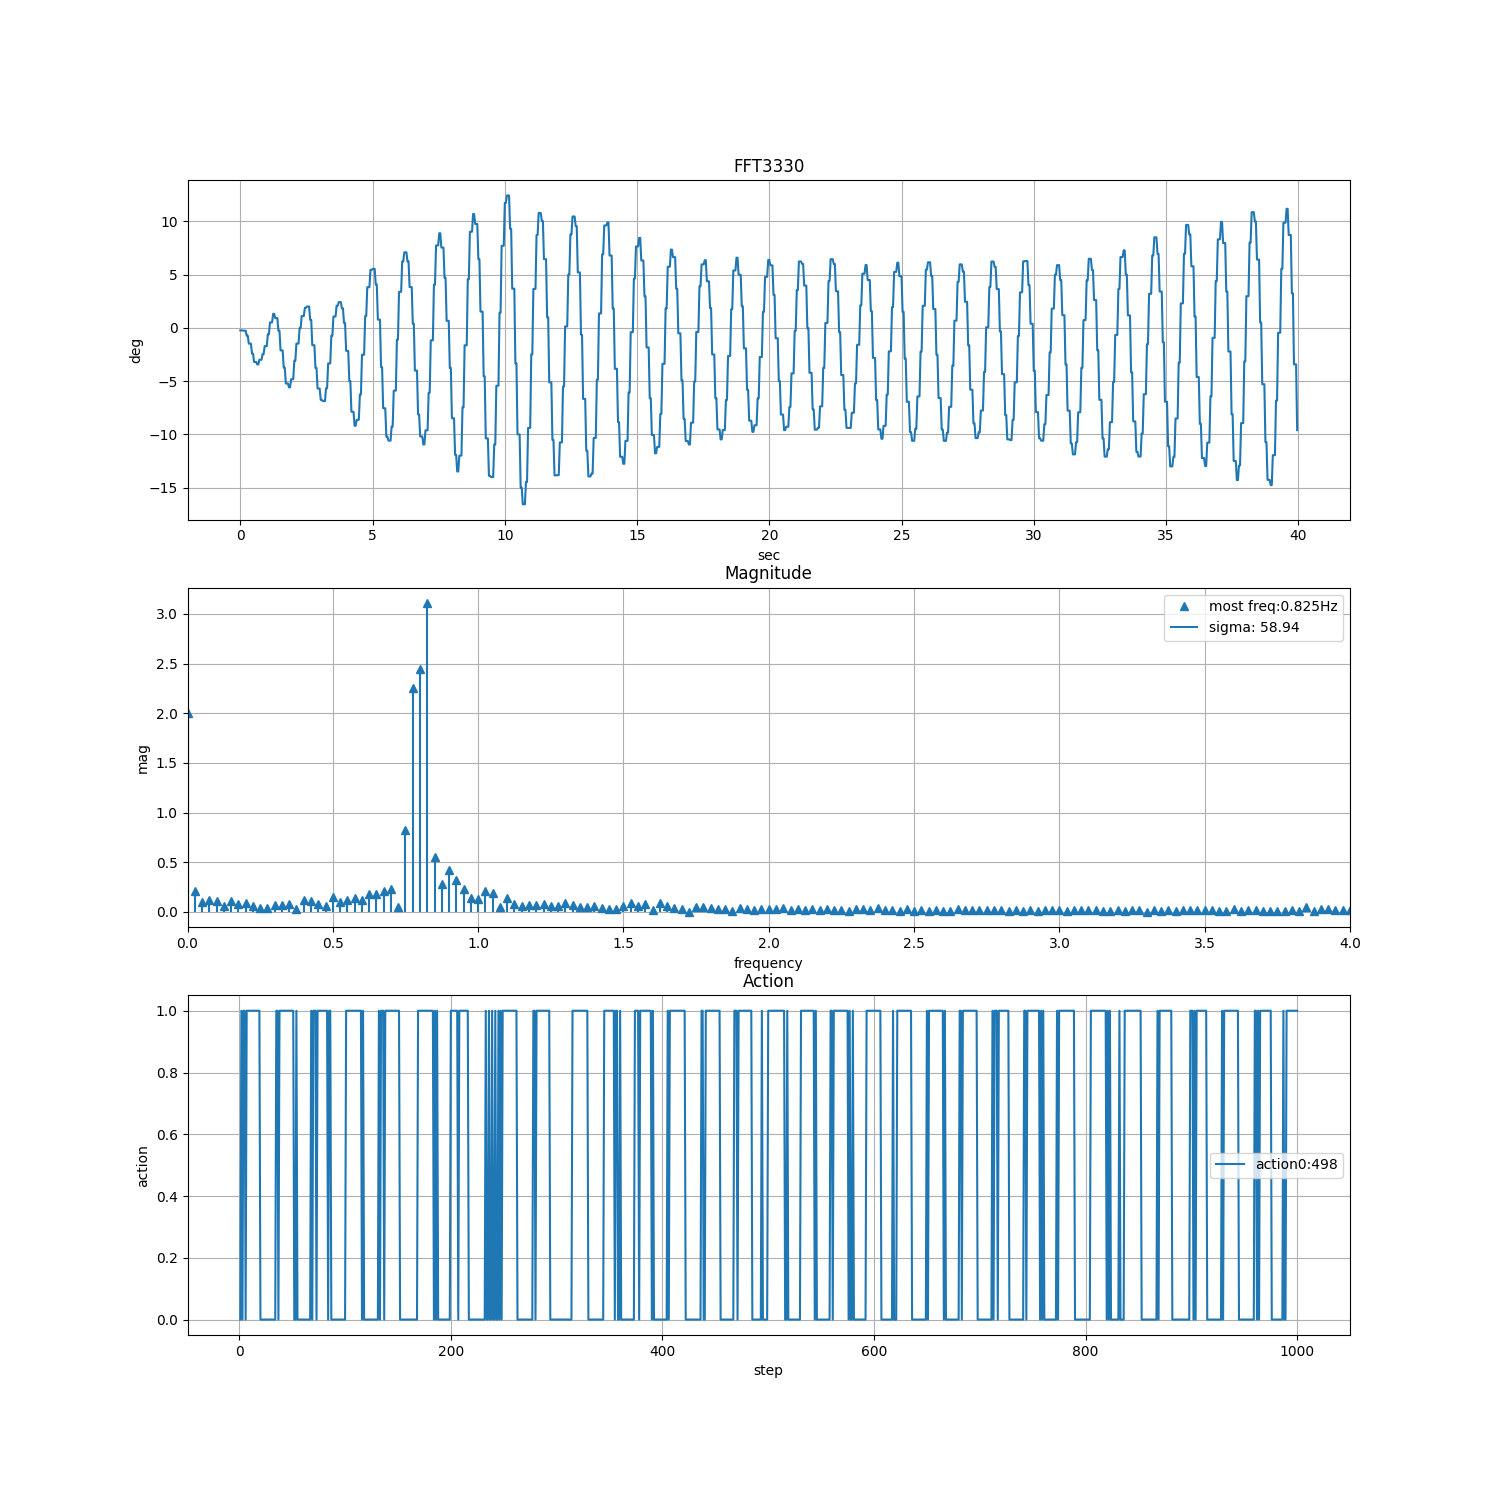 FFT3330
10
5
0
−5
−10
−15
deg
0 5 10 15 20 25 30 35 40
sec
Magnitude
most freq:0.825Hz
sigma: 58.94
3.0
2.5
2.0
1.5
1.0
0.5
0.0
mag
0.0 0.5 1.0 1.5 2.0 2.5 3.0 3.5 4.0
frequency
Action
1.0
0.8
0.6
0.4
0.2
0.0
action
action0:498
0 200 400 600 800 1000
step